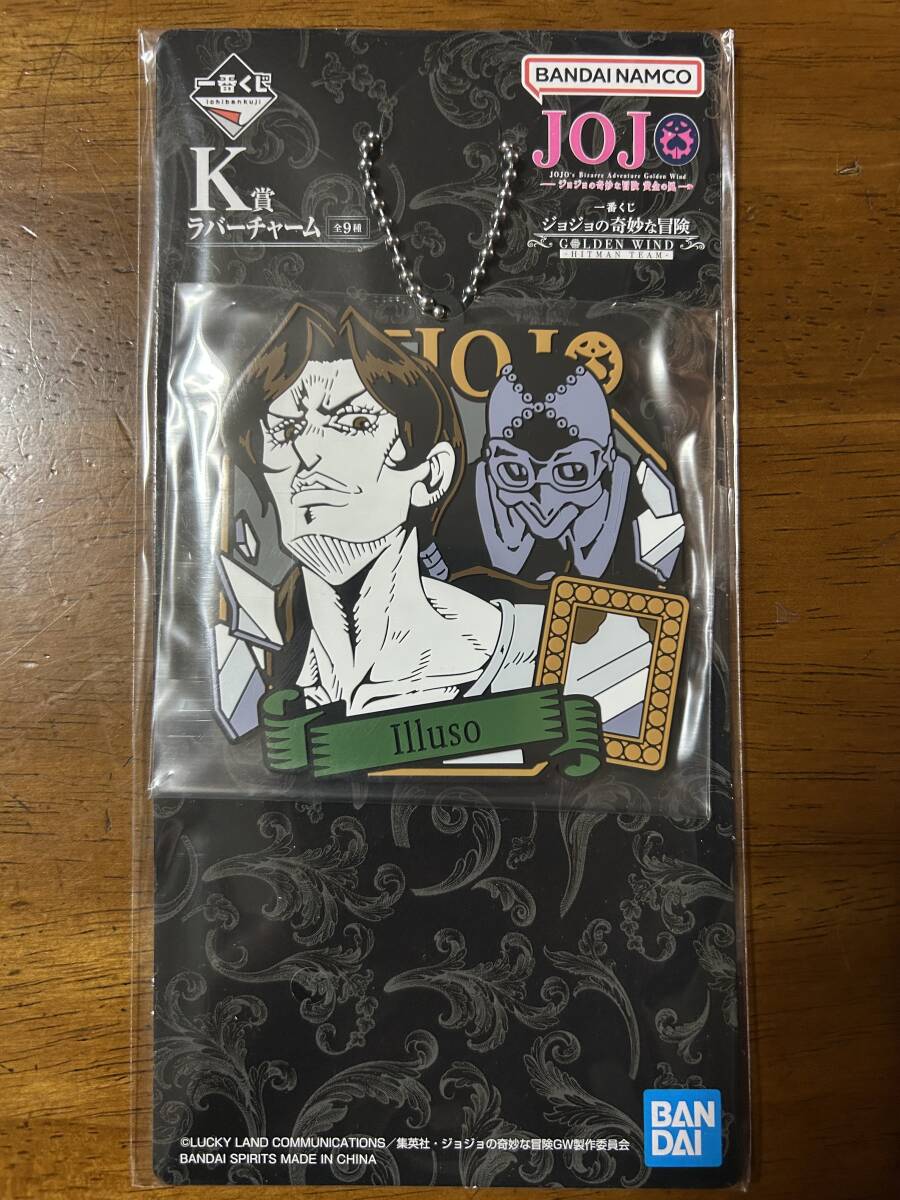 一番くじ
ichibankuji
K賞
ラバーチャーム 全9種
BANDAI NAMCO
JOJO
JOJO's Bizarre Adventure Golden Wind
ジョジョの奇妙な冒険 黄金の風
一番くじ
ジョジョの奇妙な冒険
GOLDEN WIND
-HITMAN TEAM-
JOJO
Illuso
©LUCKY LAND COMMUNICATIONS／集英社・ジョジョの奇妙な冒険GW製作委員会
BANDAI SPIRITS MADE IN CHINA
BAN
DAI